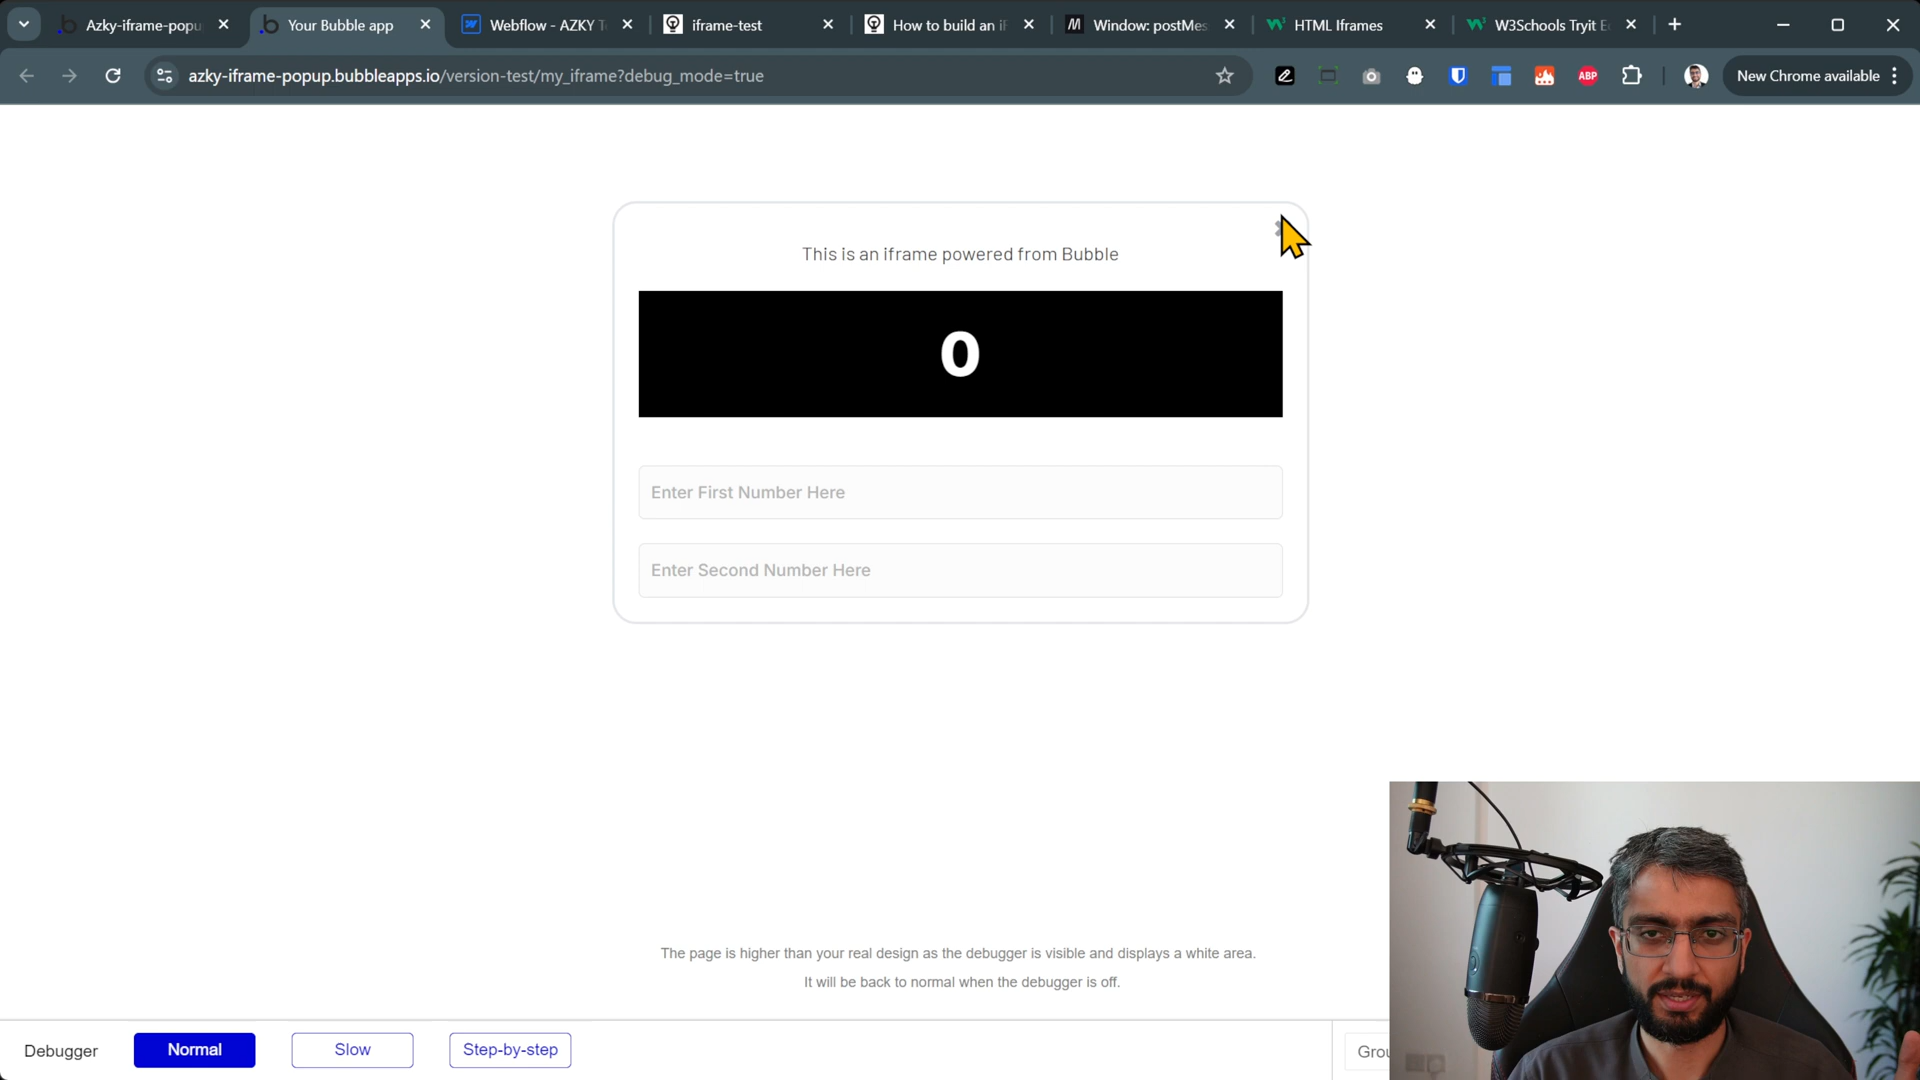 Azky-iframe-popu
Your Bubble app
Webflow - AZKY Te
iframe-test
How to build an if
Window: postMes
HTML Iframes
W3Schools Tryit E
azky-iframe-popup.bubbleapps.io/version-test/my_iframe?debug_mode=true
ABP
New Chrome available
This is an iframe powered from Bubble
0
Enter First Number Here
Enter Second Number Here
The page is higher than your real design as the debugger is visible and displays a white area.
It will be back to normal when the debugger is off.
Debugger
Normal
Slow
Step-by-step
Grou